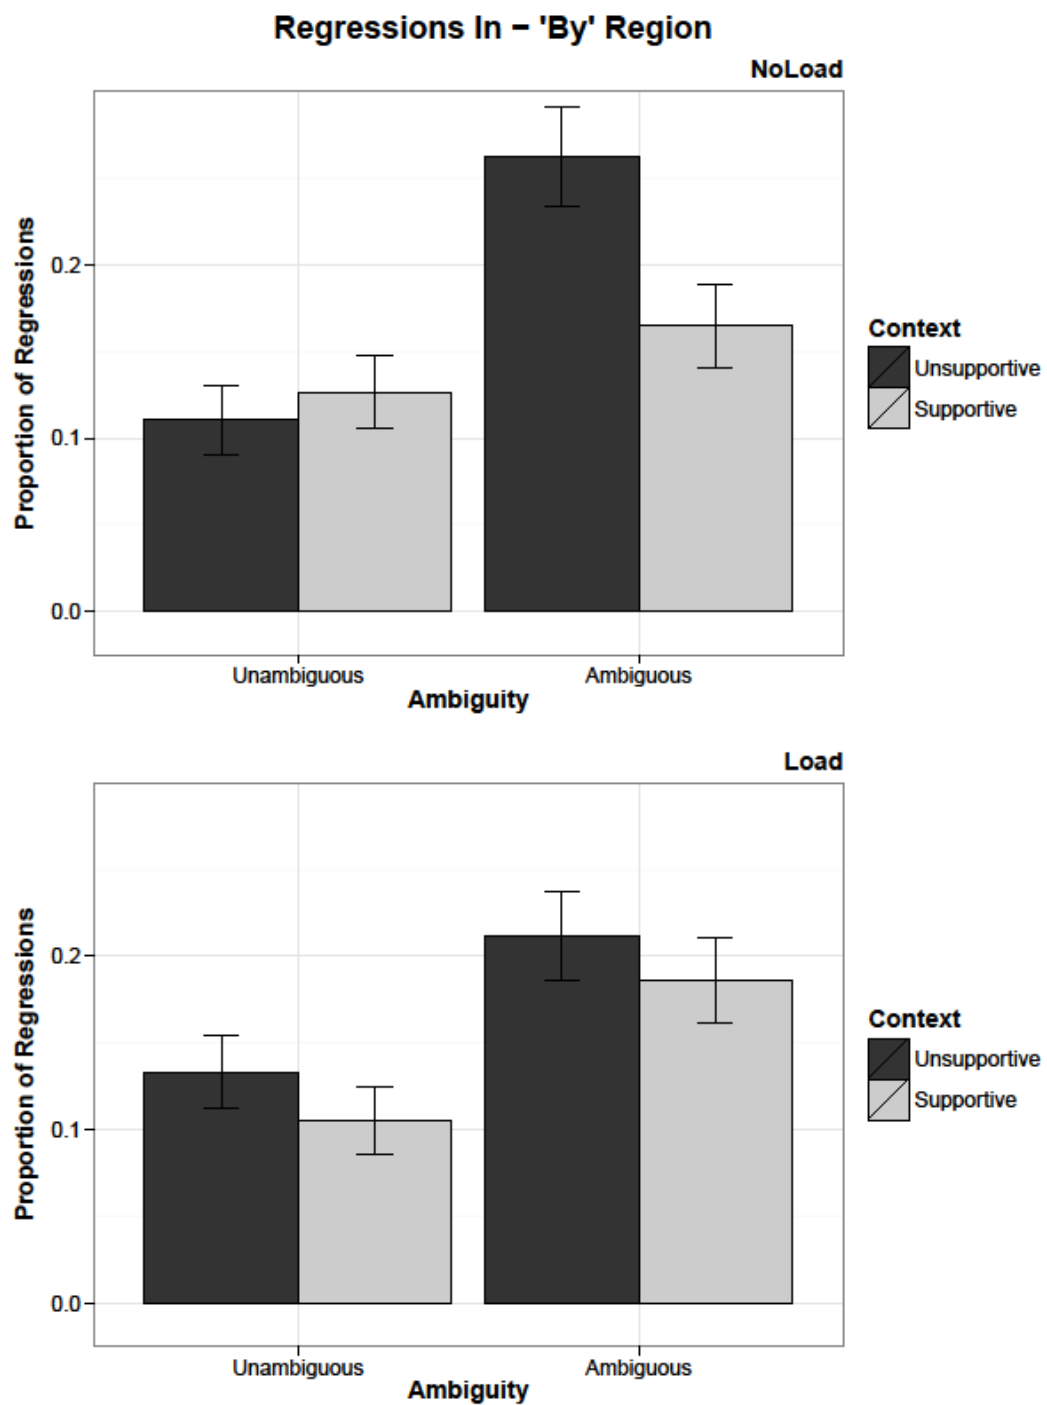 Regressions In − 'By' Region
NoLoad
Proportion of Regressions
0.2
0.1
0.0
Unambiguous
Ambiguous
Ambiguity
Context
Unsupportive
Supportive
Load
Proportion of Regressions
0.2
0.1
0.0
Unambiguous
Ambiguous
Ambiguity
Context
Unsupportive
Supportive